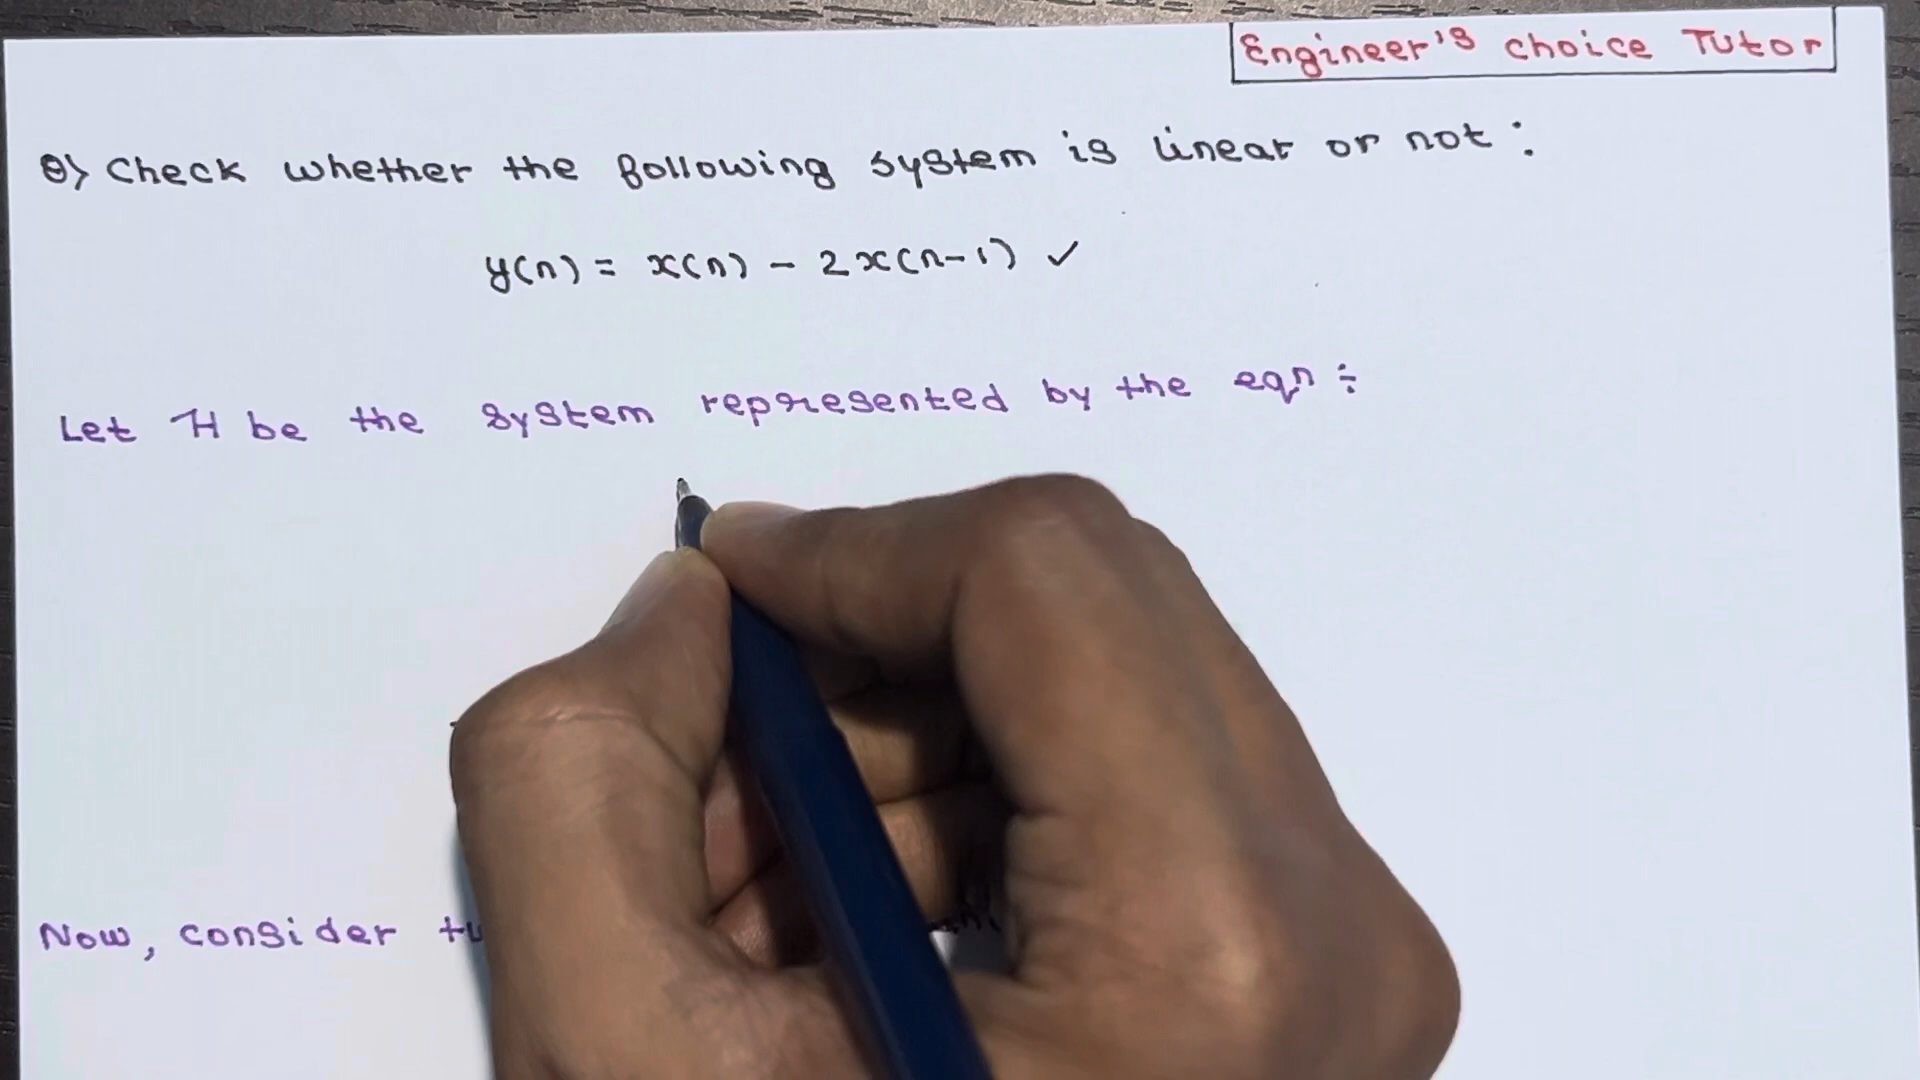 Engineer's choice Tutor
Q) Check whether the following system is linear or not :
y(n) = x(n) - 2x(n-1) ✓
Let H be the system represented by the eqn :
Now, consider